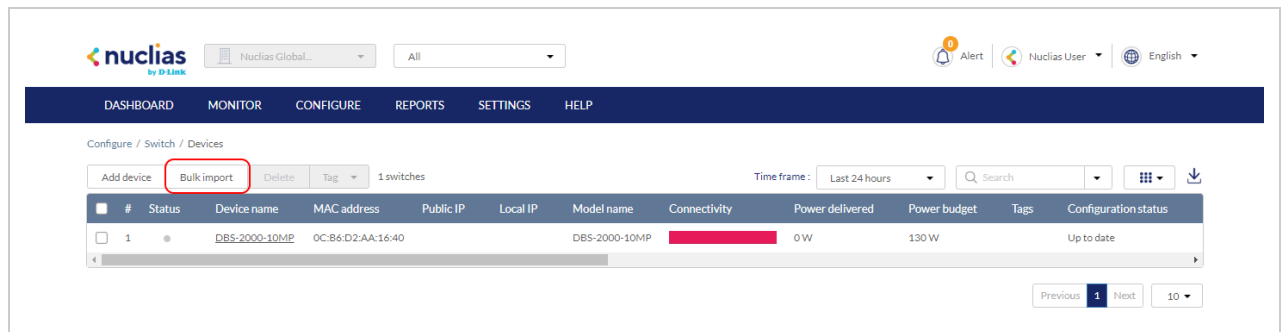 nuclias
by D-Link
Nuclias Global...
All
0
Alert
Nuclias User
English
DASHBOARD MONITOR CONFIGURE REPORTS SETTINGS HELP
Configure / Switch / Devices
Add device Bulk import Delete Tag 1 switches Time frame : Last 24 hours Search
# Status Device name MAC address Public IP Local IP Model name Connectivity Power delivered Power budget Tags Configuration status
1 DBS-2000-10MP 0C:B6:D2:AA:16:40 DBS-2000-10MP 0 W 130 W Up to date
Previous 1 Next 10